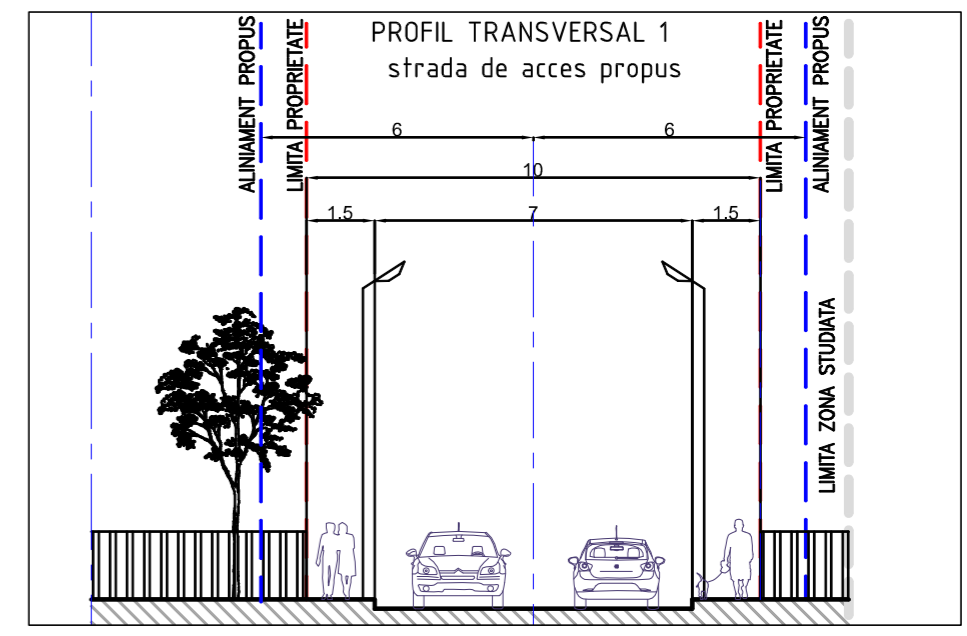 PROFIL TRANSVERSAL 1
strada de acces propus
ALINIAMENT PROPUS
LIMITA PROPRIETATE
LIMITA PROPRIETATE
ALINIAMENT PROPUS
6
6
10
1.5
7
1.5
LIMITA ZONA STUDIATA